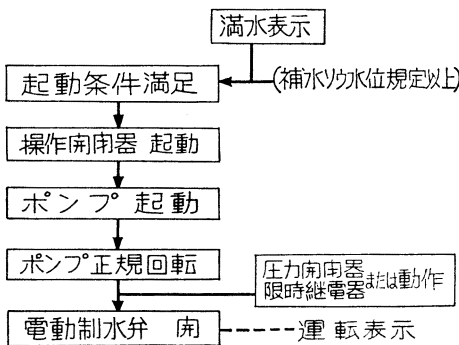 満水表示
起動条件満足
(補水ソウ水位規定以上)
操作開閉器 起動
ポンプ 起動
ポンプ正規回転
圧力開閉器
限時継電器または動作
電動制水弁 開
運転表示